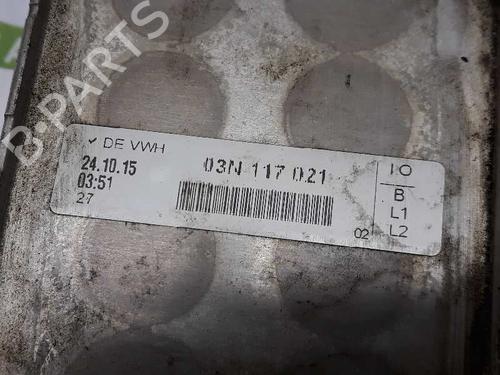 B-PARTS
✓ DE VWH
24.10.15
03:51
27
03N 117 021
IO
B
L1
L2
02